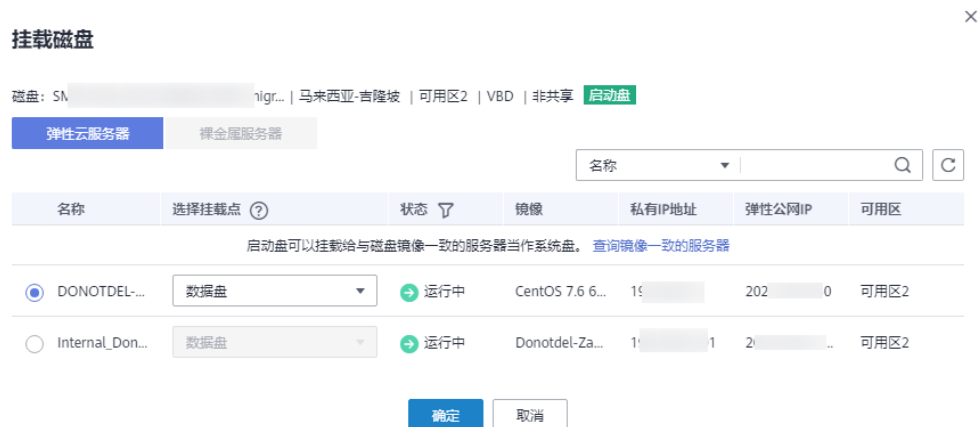 挂载磁盘
磁盘：SM higr... | 马来西亚-吉隆坡 | 可用区2 | VBD | 非共享 启动盘
弹性云服务器 裸金属服务器
名称
名称 选择挂载点 状态 镜像 私有IP地址 弹性公网IP 可用区
启动盘可以挂载给与磁盘镜像一致的服务器当作系统盘。 查询镜像一致的服务器
DONOTDEL-... 数据盘 运行中 CentOS 7.6 6... 19 202 0 可用区2
Internal_Don... 数据盘 运行中 Donotdel-Za... 19 1 2 .. 可用区2
确定 取消